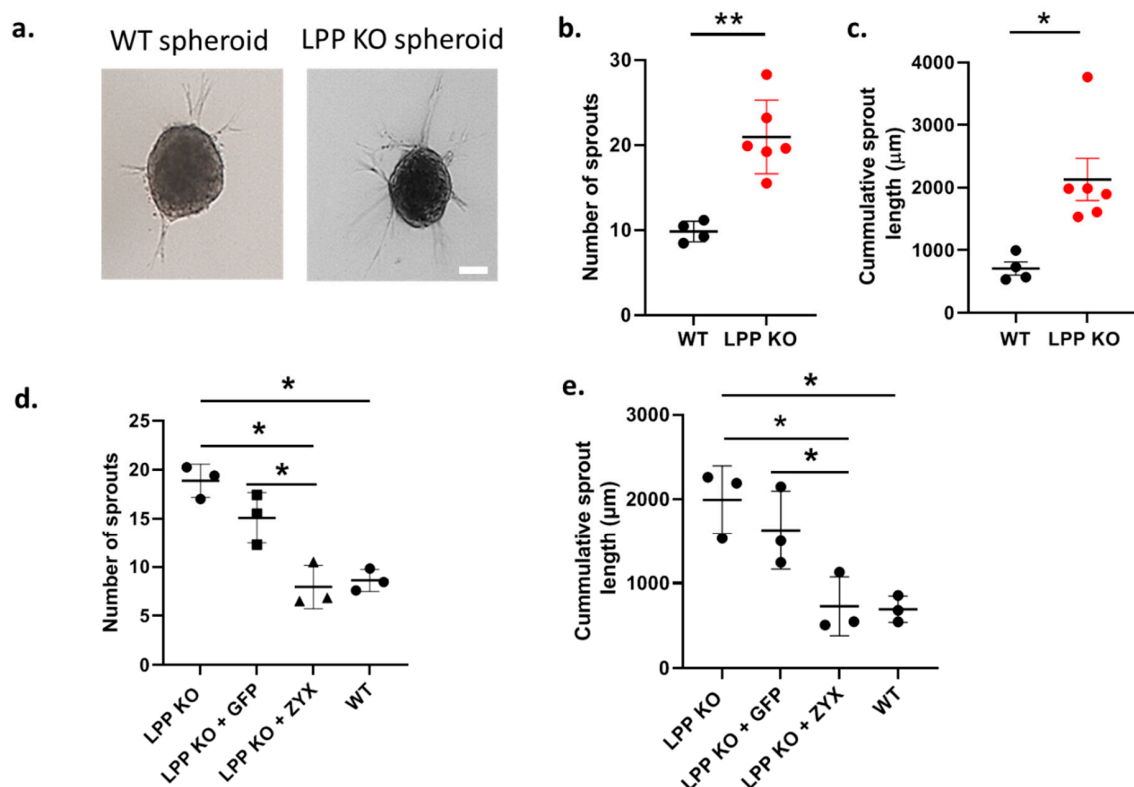 a.
WT spheroid
LPP KO spheroid
b.
**
Number of sprouts
30
20
10
0
WT
LPP KO
c.
*
Cummulative sprout
length (μm)
4000
3000
2000
1000
0
WT
LPP KO
d.
*
*
*
Number of sprouts
25
20
15
10
5
0
LPP KO
LPP KO + GFP
LPP KO + ZYX
WT
e.
*
*
*
Cummulative sprout
length (μm)
3000
2000
1000
0
LPP KO
LPP KO + GFP
LPP KO + ZYX
WT